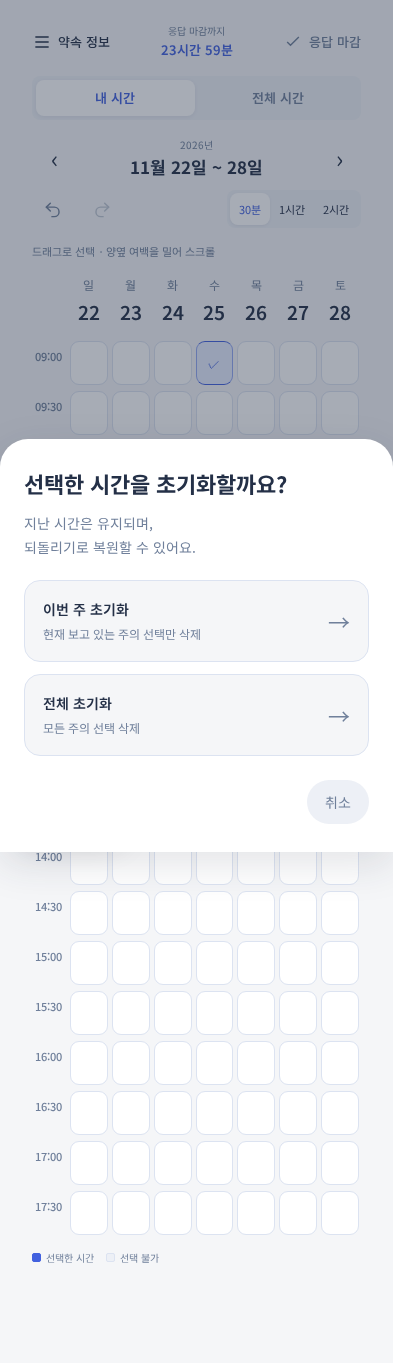 약속 정보
응답 마감까지
23시간 59분
응답 마감
내 시간
전체 시간
2026년
11월 22일 ~ 28일
30분
1시간
2시간
드래그로 선택 · 양옆 여백을 밀어 스크롤
일 월 화 수 목 금 토
22 23 24 25 26 27 28
09:00
09:30
선택한 시간을 초기화할까요?
지난 시간은 유지되며,
되돌리기로 복원할 수 있어요.
이번 주 초기화
현재 보고 있는 주의 선택만 삭제
전체 초기화
모든 주의 선택 삭제
취소
14:00
14:30
15:00
15:30
16:00
16:30
17:00
17:30
선택한 시간
선택 불가